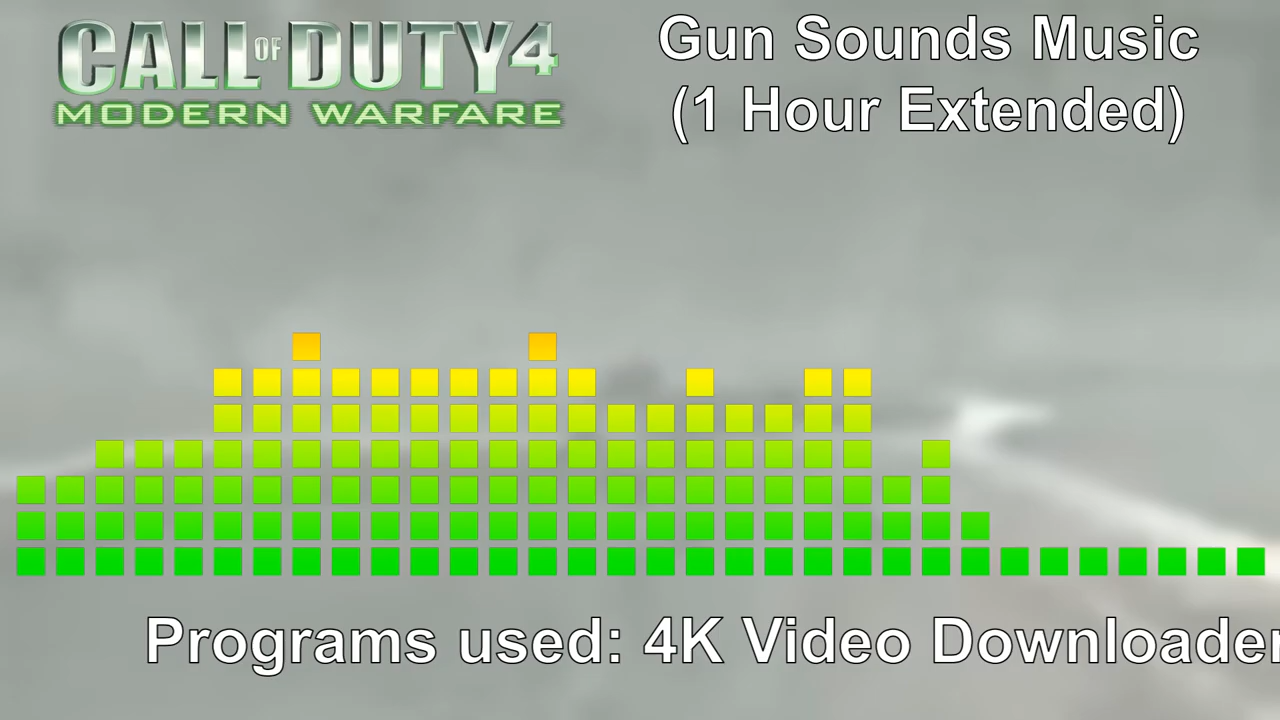 CALL OF DUTY 4
MODERN WARFARE
Gun Sounds Music
(1 Hour Extended)
Programs used: 4K Video Downloader